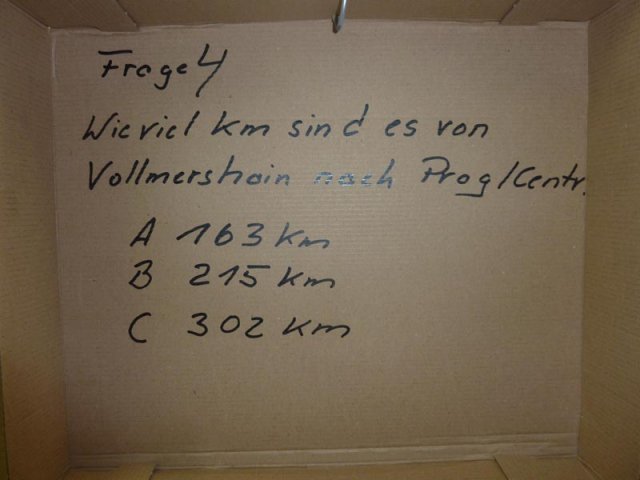 Frage 4
Wieviel km sind es von
Vollmershain nach Prag/Centr.
A 163 km
B 215 km
C 302 km